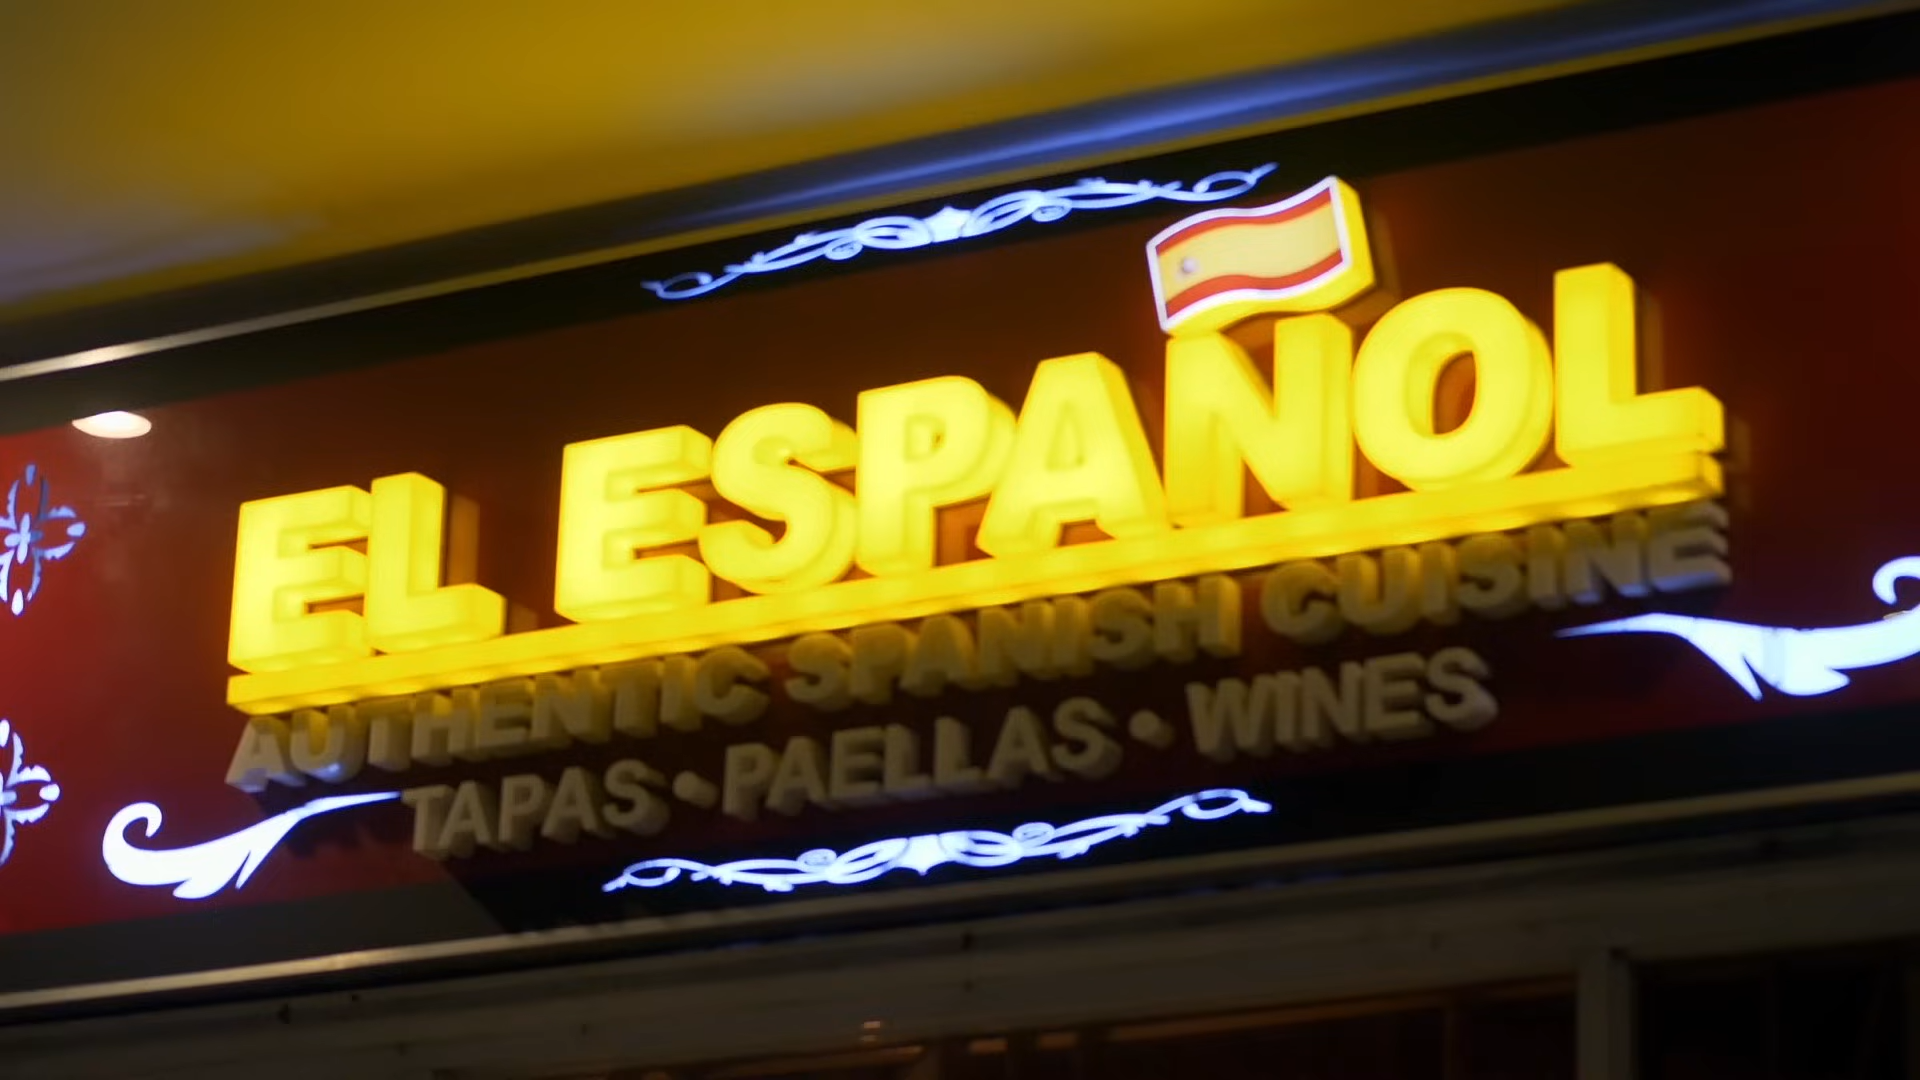 EL ESPAÑOL
AUTHENTIC SPANISH CUISINE
TAPAS • PAELLAS • WINES